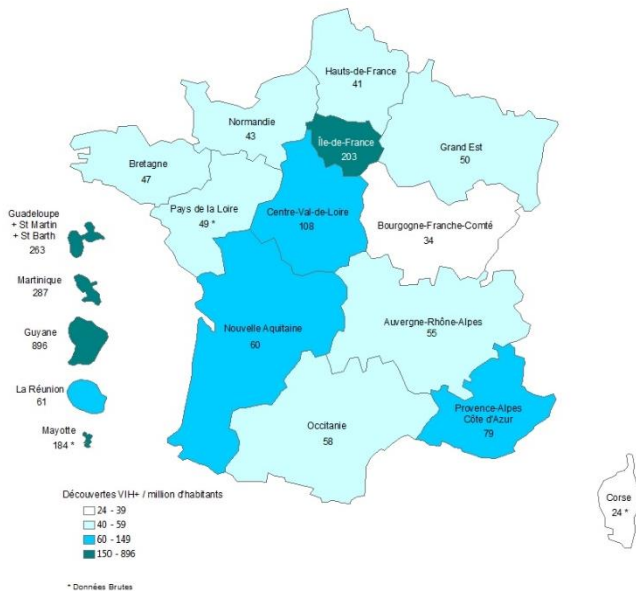 Hauts-de-France
41
Normandie
43
Île-de-France
203
Grand Est
50
Bretagne
47
Pays de la Loire
49 *
Centre-Val-de-Loire
108
Bourgogne-Franche-Comté
34
Guadeloupe
+ St Martin
+ St Barth
263
Martinique
287
Guyane
896
La Réunion
61
Mayotte
184 *
Nouvelle Aquitaine
60
Auvergne-Rhône-Alpes
55
Occitanie
58
Provence-Alpes
Côte d'Azur
79
Corse
24 *
Découvertes VIH+ / million d'habitants
24 - 39
40 - 59
60 - 149
150 - 896
* Données Brutes